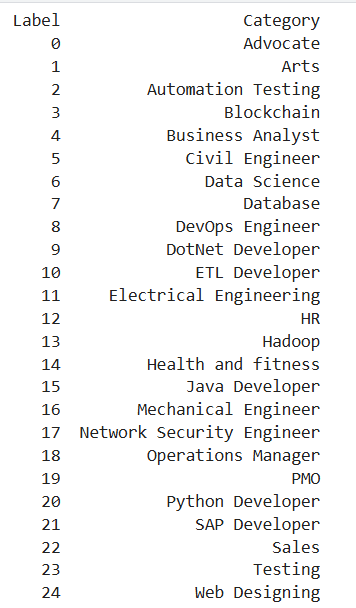 Label Category
0 Advocate
1 Arts
2 Automation Testing
3 Blockchain
4 Business Analyst
5 Civil Engineer
6 Data Science
7 Database
8 DevOps Engineer
9 DotNet Developer
10 ETL Developer
11 Electrical Engineering
12 HR
13 Hadoop
14 Health and fitness
15 Java Developer
16 Mechanical Engineer
17 Network Security Engineer
18 Operations Manager
19 PMO
20 Python Developer
21 SAP Developer
22 Sales
23 Testing
24 Web Designing